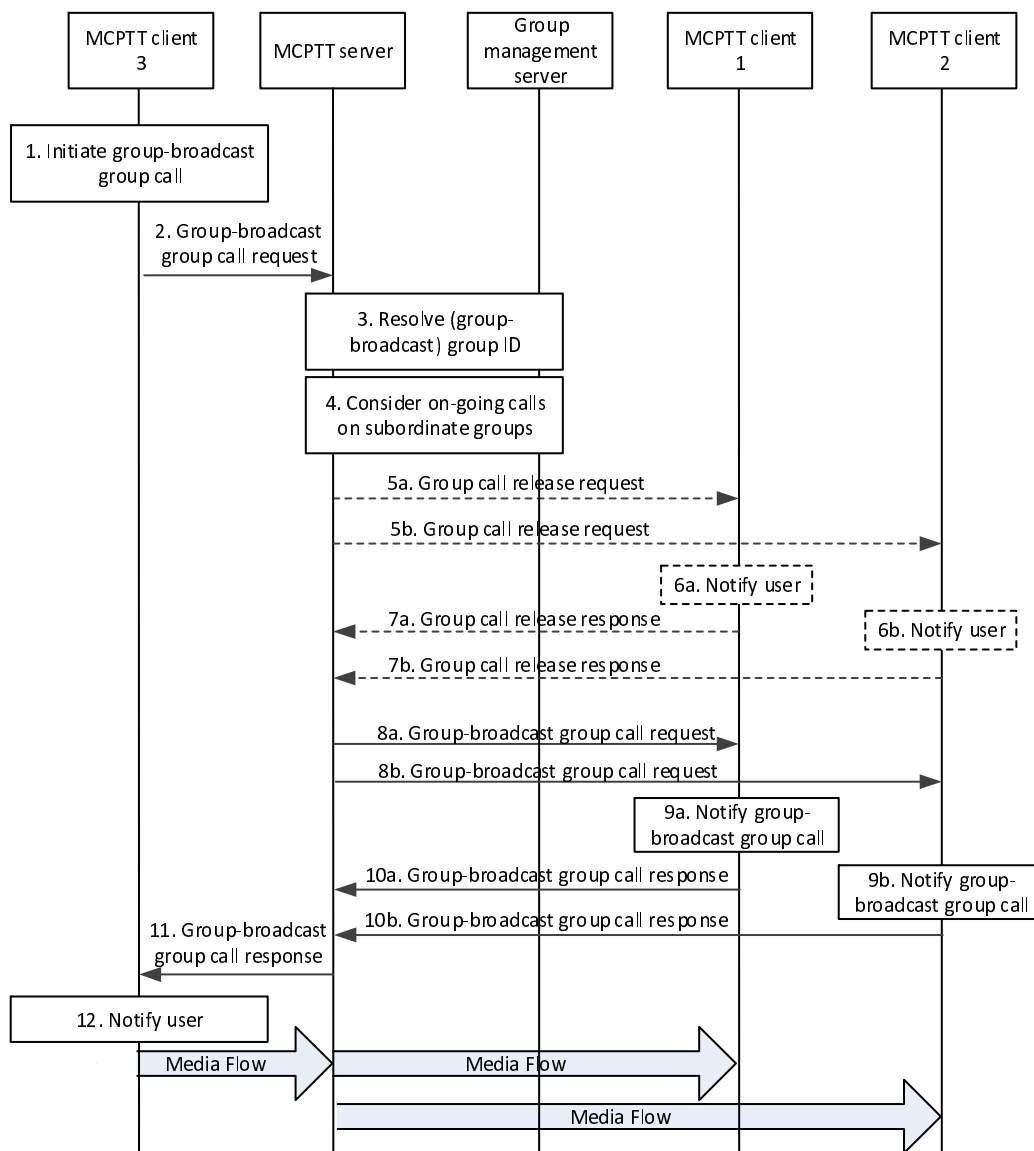 MCPTT client
3
MCPTT server
Group
management
server
MCPTT client
1
MCPTT client
2
1. Initiate group-broadcast
group call
2. Group-broadcast
group call request
3. Resolve (group-
broadcast) group ID
4. Consider on-going calls
on subordinate groups
5a. Group call release request
5b. Group call release request
6a. Notify user
7a. Group call release response
6b. Notify user
7b. Group call release response
8a. Group-broadcast group call request
8b. Group-broadcast group call request
9a. Notify group-
broadcast group call
10a. Group-broadcast group call response
9b. Notify group-
broadcast group call
10b. Group-broadcast group call response
11. Group-broadcast
group call response
12. Notify user
Media Flow
Media Flow
Media Flow